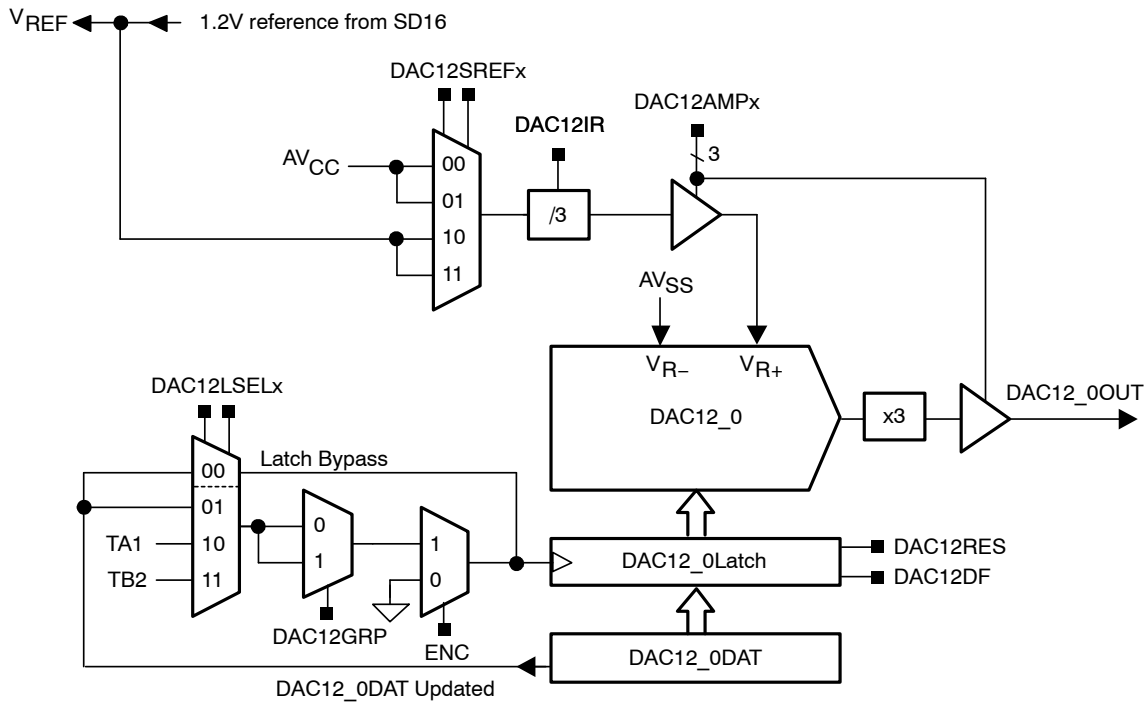 VREF
1.2V reference from SD16
DAC12SREFx
DAC12IR
DAC12AMPx
3
AVCC
00
01
10
11
/3
AVSS
VR−
VR+
DAC12_0
x3
DAC12_0OUT
DAC12LSELx
Latch Bypass
00
01
10
11
TA1
TB2
0
1
1
0
DAC12GRP
ENC
DAC12_0Latch
DAC12RES
DAC12DF
DAC12_0DAT
DAC12_0DAT Updated